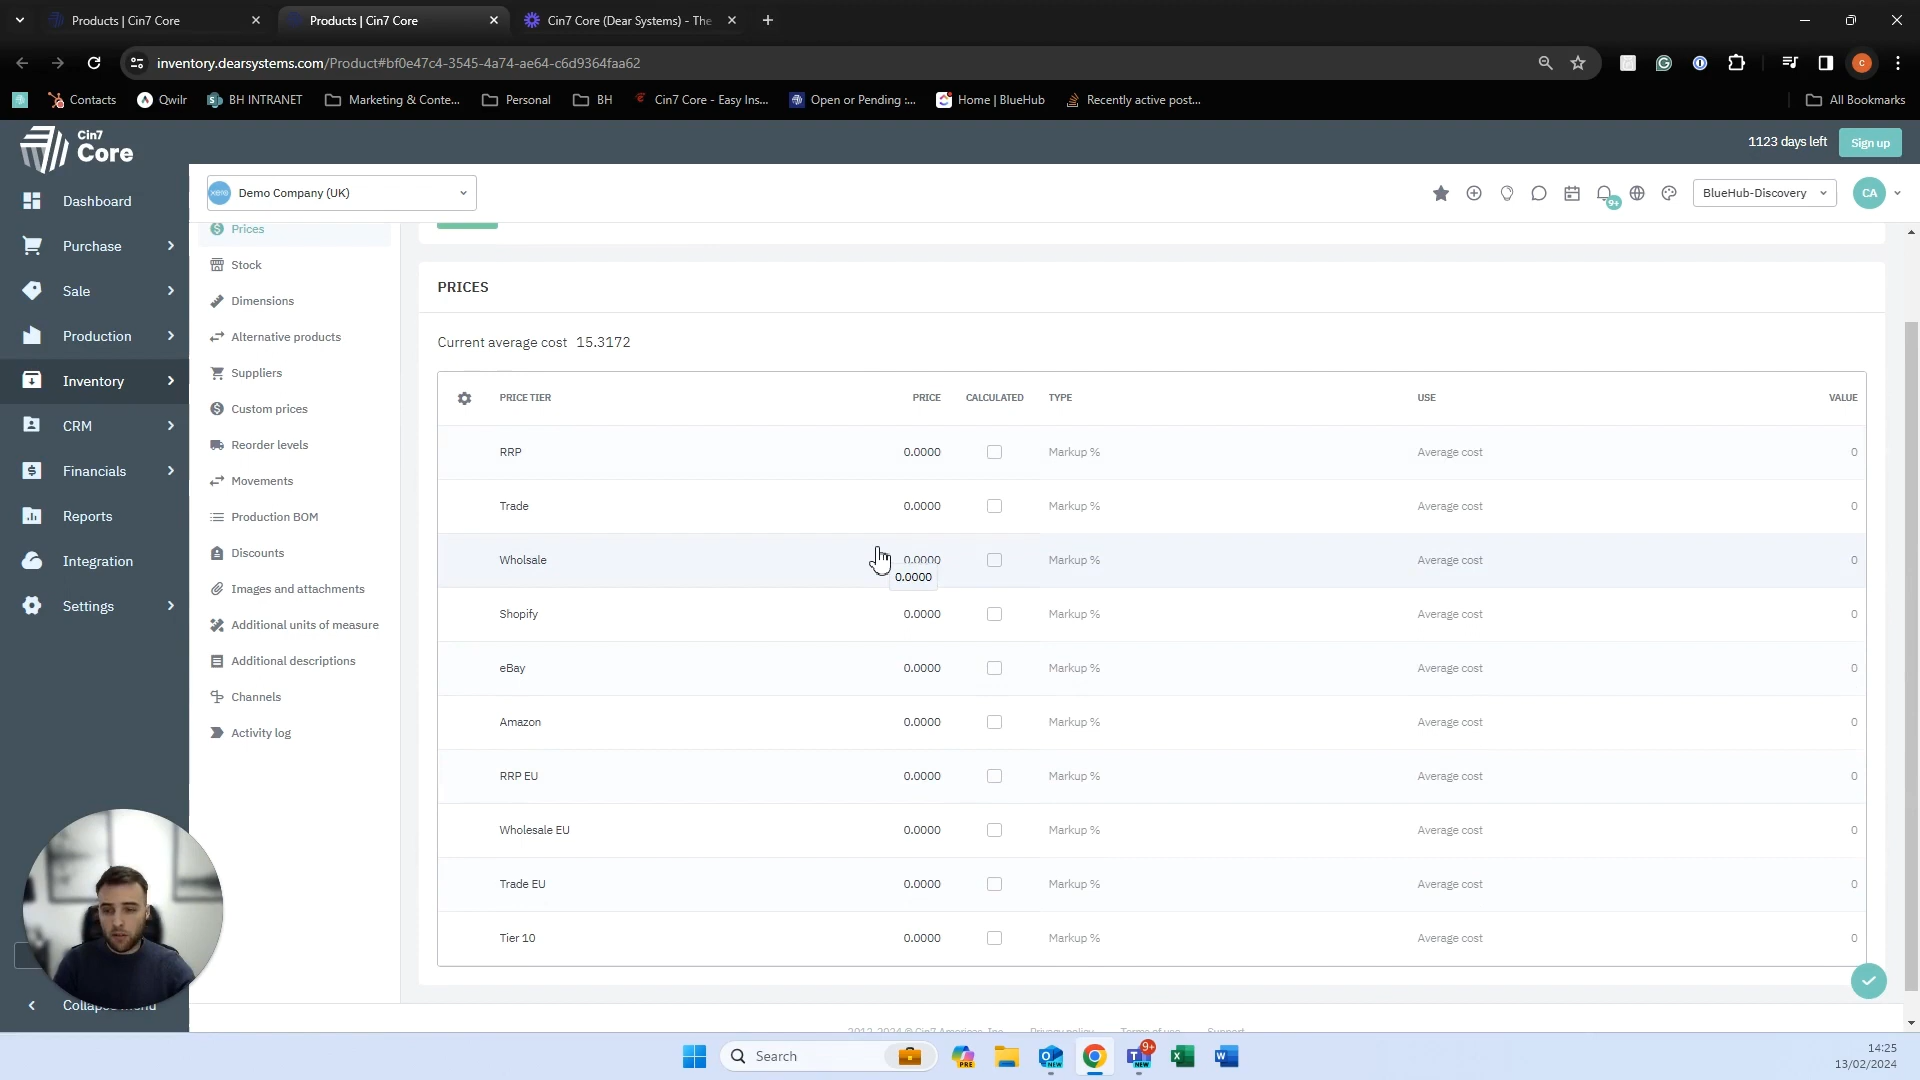 Products | Cin7 Core
Products | Cin7 Core
Cin7 Core (Dear Systems) - The
inventory.dearsystems.com/Product#bf0e47c4-3545-4a74-ae64-c6d9364faa62
C
Contacts
Qwilr
BH INTRANET
Marketing & Conte...
Personal
BH
Cin7 Core - Easy Ins...
Open or Pending :...
Home | BlueHub
Recently active post...
All Bookmarks
Cin7
Core
1123 days left
Sign up
xero
Demo Company (UK)
9+
BlueHub-Discovery
CA
Dashboard
Purchase
Sale
Production
Inventory
CRM
Financials
Reports
Integration
Settings
Prices
Stock
Dimensions
Alternative products
Suppliers
Custom prices
Reorder levels
Movements
Production BOM
Discounts
Images and attachments
Additional units of measure
Additional descriptions
Channels
Activity log
PRICES
Current average cost 15.3172
PRICE TIER PRICE CALCULATED TYPE USE VALUE
RRP 0.0000 Markup % Average cost 0
Trade 0.0000 Markup % Average cost 0
Wholsale 0.0000 Markup % Average cost 0
0.0000
Shopify 0.0000 Markup % Average cost 0
eBay 0.0000 Markup % Average cost 0
Amazon 0.0000 Markup % Average cost 0
RRP EU 0.0000 Markup % Average cost 0
Wholesale EU 0.0000 Markup % Average cost 0
Trade EU 0.0000 Markup % Average cost 0
Tier 10 0.0000 Markup % Average cost 0
2012-2024 © Cin7 Americas, Inc. Privacy policy Terms of use Support
Search
PRE
NEW
9+
NEW
14:25
13/02/2024